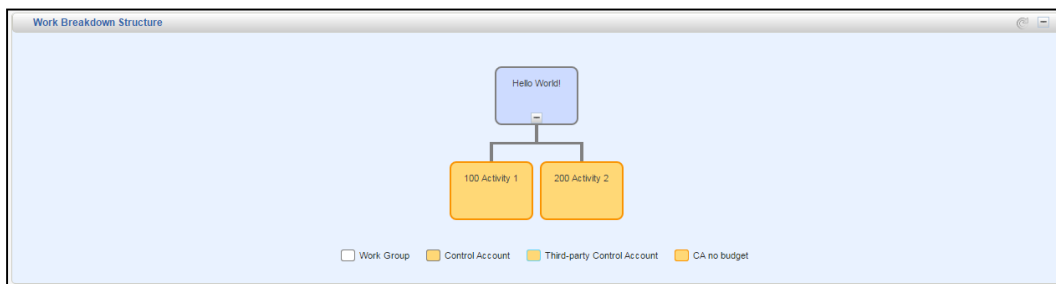 Work Breakdown Structure
Hello World!
100 Activity 1
200 Activity 2
Work Group
Control Account
Third-party Control Account
CA no budget